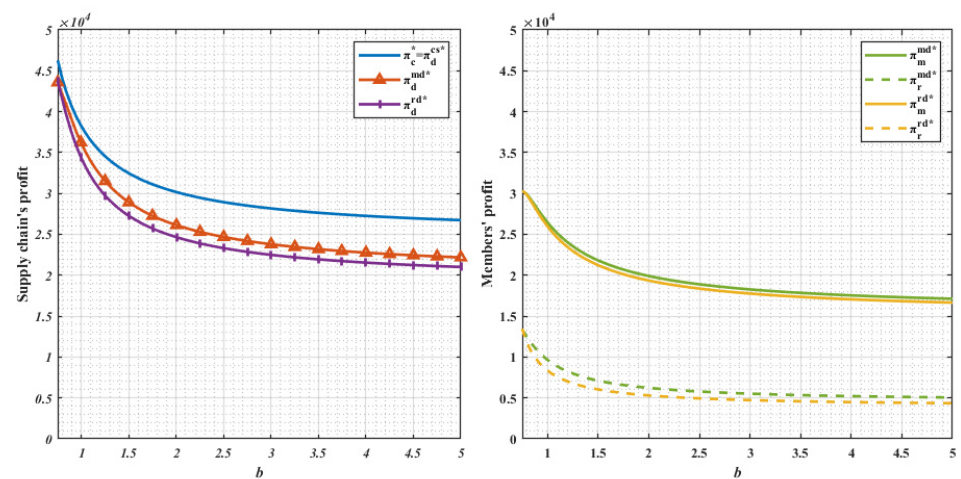 ×10⁴
5
4.5
4
3.5
3
2.5
2
1.5
1
0.5
0
Supply chain's profit
1 1.5 2 2.5 3 3.5 4 4.5 5
b
π_c^*=π_d^cs*
π_d^md*
π_d^rd*
×10⁴
5
4.5
4
3.5
3
2.5
2
1.5
1
0.5
0
Members' profit
1 1.5 2 2.5 3 3.5 4 4.5 5
b
π_m^md*
π_r^md*
π_m^rd*
π_r^rd*